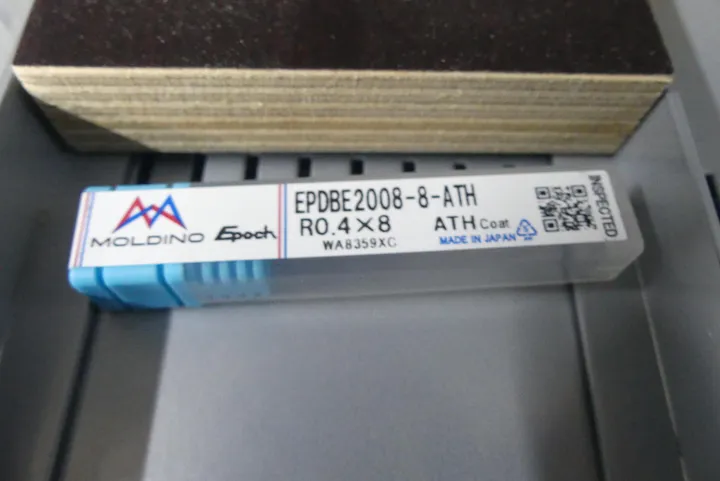 MOLDINO
Epoch
EPDBE2008-8-ATH
R0.4×8
ATH Coat
WA8359XC
MADE IN JAPAN
INSPECTED